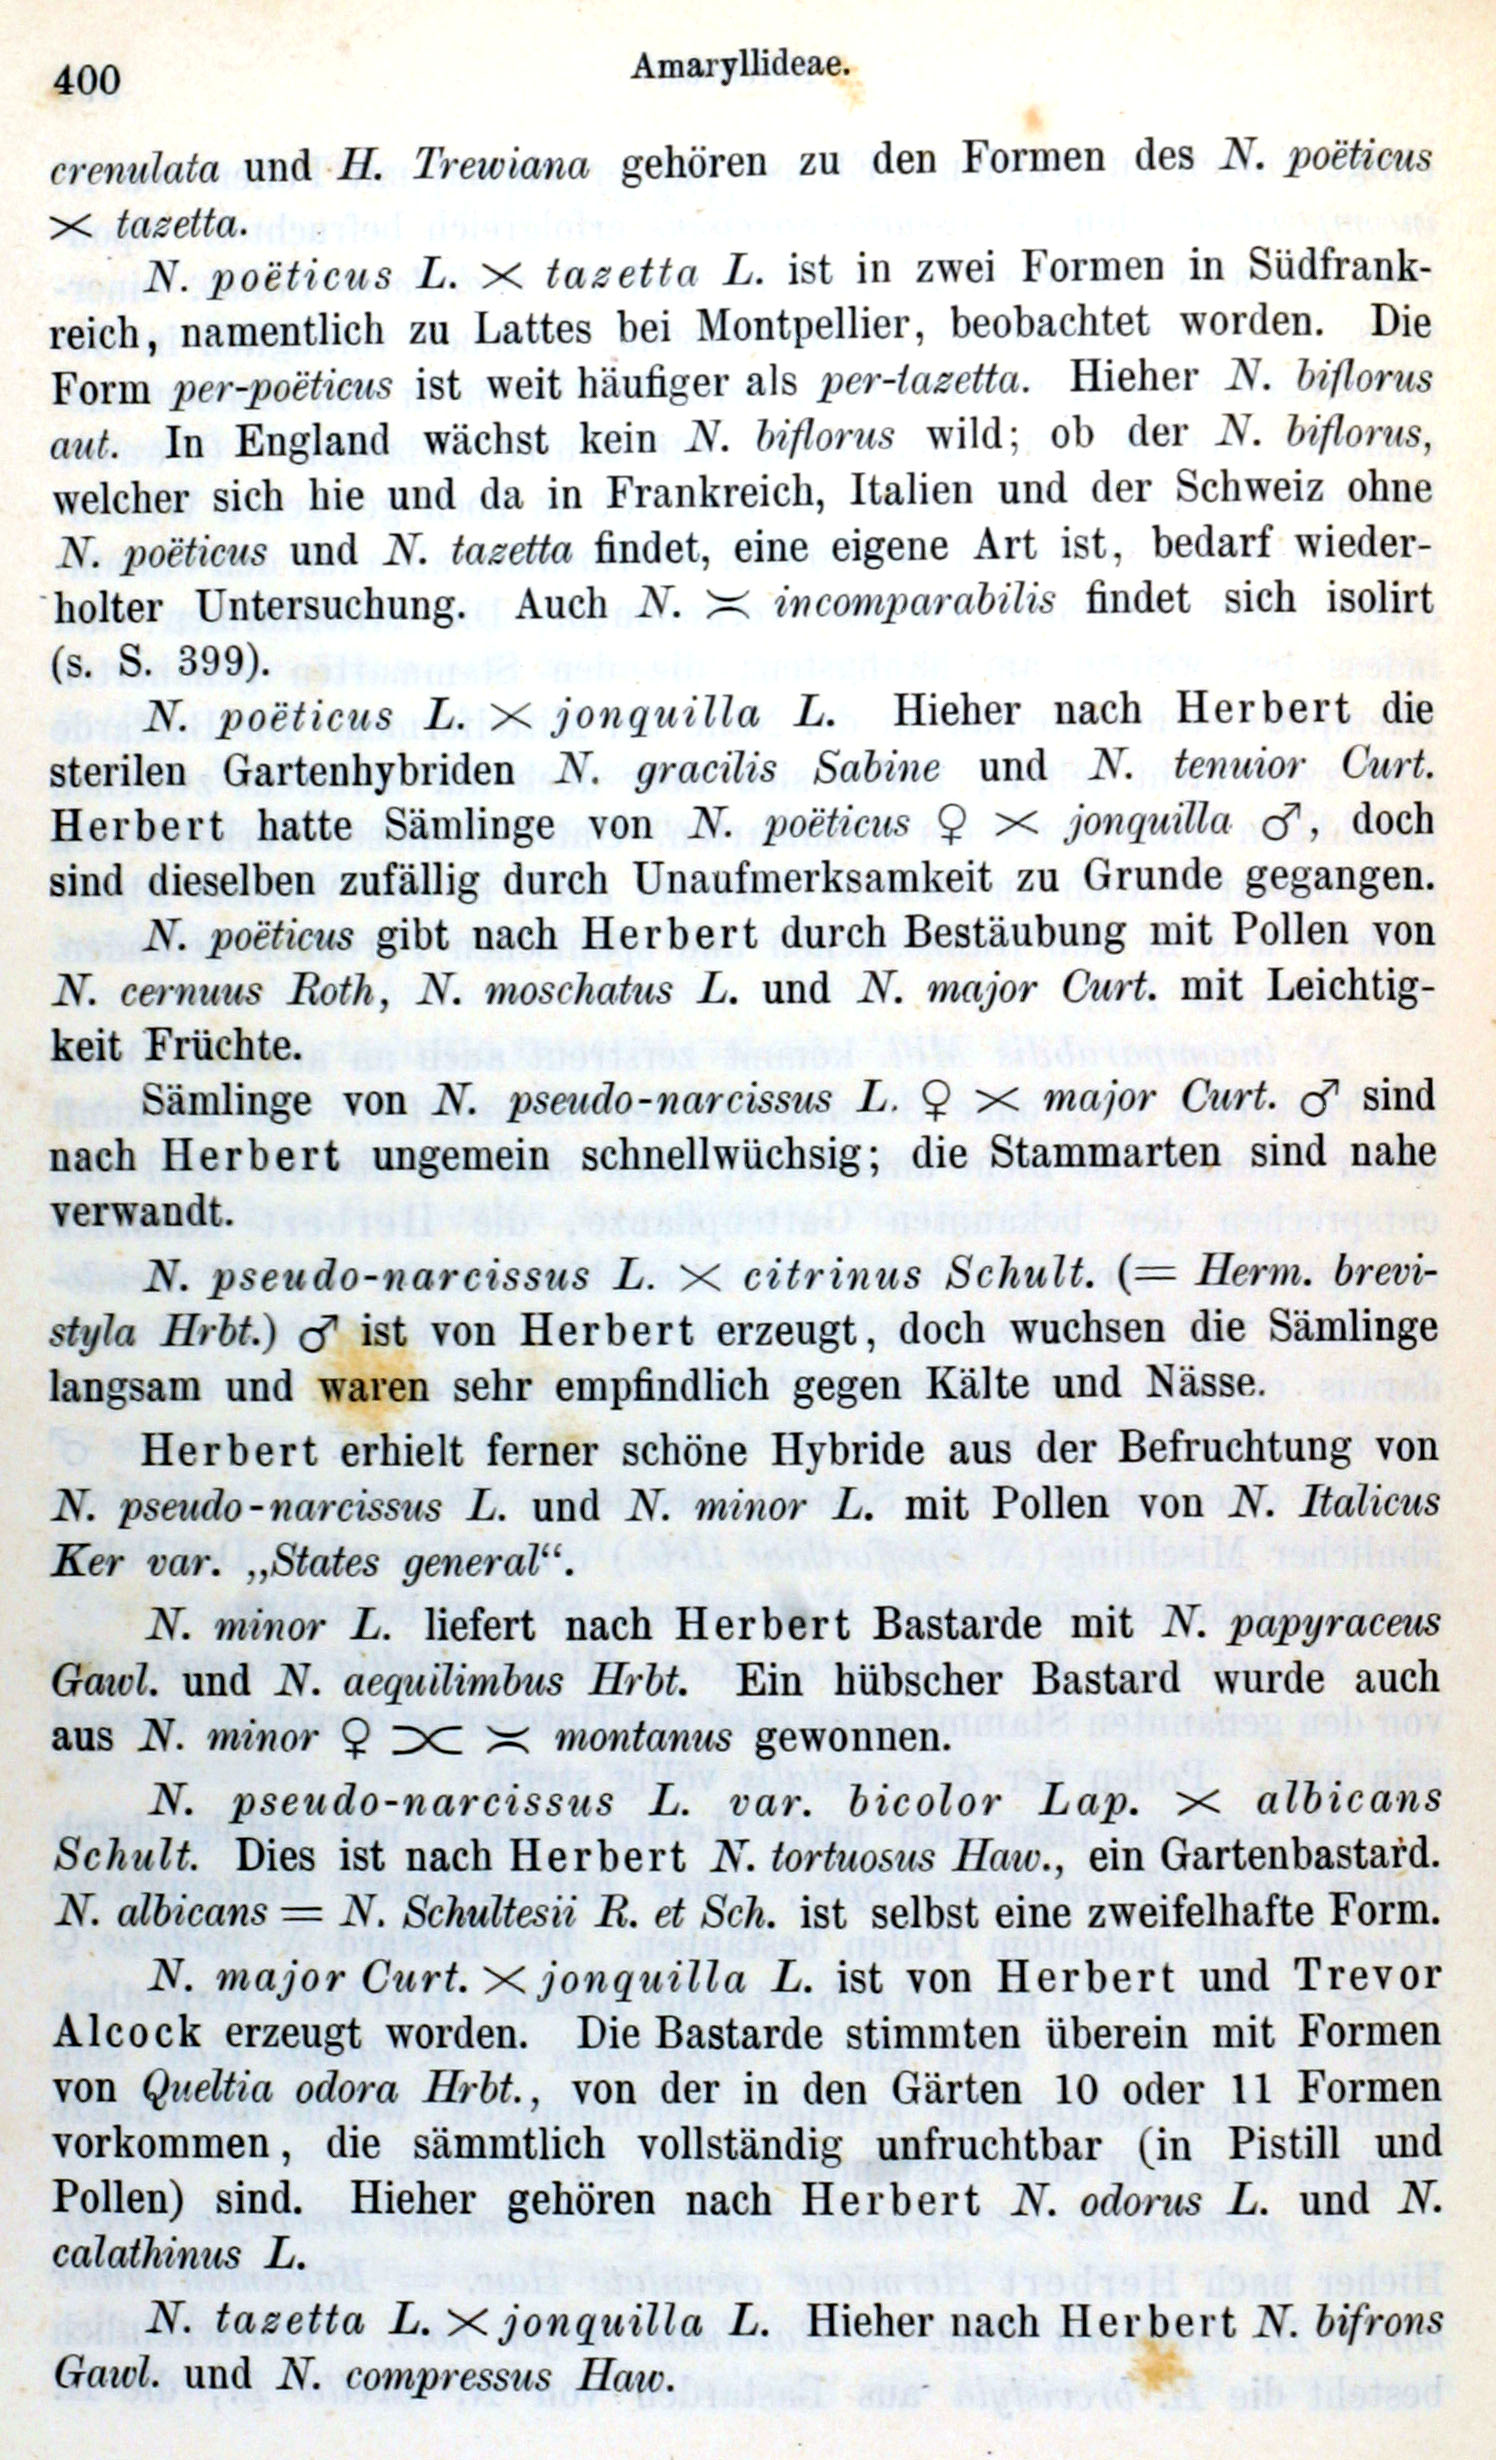 400
Amaryllideae.
crenulata und H. Trewiana gehören zu den Formen des N. poëticus
× tazetta.
N. poëticus L. × tazetta L. ist in zwei Formen in Südfrank-
reich, namentlich zu Lattes bei Montpellier, beobachtet worden. Die
Form per-poëticus ist weit häufiger als per-tazetta. Hieher N. biflorus
aut. In England wächst kein N. biflorus wild; ob der N. biflorus,
welcher sich hie und da in Frankreich, Italien und der Schweiz ohne
N. poëticus und N. tazetta findet, eine eigene Art ist, bedarf wieder-
holter Untersuchung. Auch N. ≍ incomparabilis findet sich isolirt
(s. S. 399).
N. poëticus L. × jonquilla L. Hieher nach Herbert die
sterilen Gartenhybriden N. gracilis Sabine und N. tenuior Curt.
Herbert hatte Sämlinge von N. poëticus ♀ × jonquilla ♂, doch
sind dieselben zufällig durch Unaufmerksamkeit zu Grunde gegangen.
N. poëticus gibt nach Herbert durch Bestäubung mit Pollen von
N. cernuus Roth, N. moschatus L. und N. major Curt. mit Leichtig-
keit Früchte.
Sämlinge von N. pseudo-narcissus L. ♀ × major Curt. ♂ sind
nach Herbert ungemein schnellwüchsig; die Stammarten sind nahe
verwandt.
N. pseudo-narcissus L. × citrinus Schult. (= Herm. brevi-
styla Hrbt.) ♂ ist von Herbert erzeugt, doch wuchsen die Sämlinge
langsam und waren sehr empfindlich gegen Kälte und Nässe.
Herbert erhielt ferner schöne Hybride aus der Befruchtung von
N. pseudo-narcissus L. und N. minor L. mit Pollen von N. Italicus
Ker var. „States general“.
N. minor L. liefert nach Herbert Bastarde mit N. papyraceus
Gawl. und N. aequilimbus Hrbt. Ein hübscher Bastard wurde auch
aus N. minor ♀ × ≍ montanus gewonnen.
N. pseudo-narcissus L. var. bicolor Lap. × albicans
Schult. Dies ist nach Herbert N. tortuosus Haw., ein Gartenbastard.
N. albicans = N. Schultesii R. et Sch. ist selbst eine zweifelhafte Form.
N. major Curt. × jonquilla L. ist von Herbert und Trevor
Alcock erzeugt worden. Die Bastarde stimmten überein mit Formen
von Queltia odora Hrbt., von der in den Gärten 10 oder 11 Formen
vorkommen, die sämmtlich vollständig unfruchtbar (in Pistill und
Pollen) sind. Hieher gehören nach Herbert N. odorus L. und N.
calathinus L.
N. tazetta L. × jonquilla L. Hieher nach Herbert N. bifrons
Gawl. und N. compressus Haw.